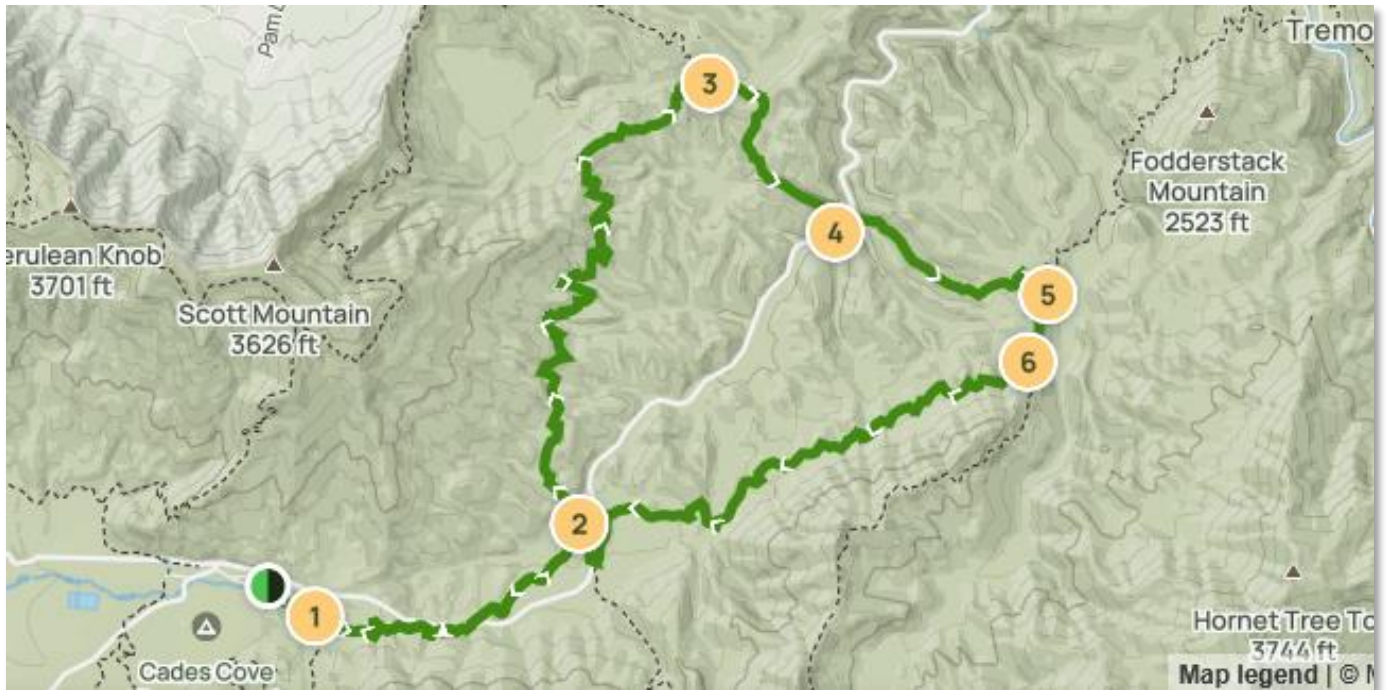 Pam
Tremo
3
Fodderstack
Mountain
2523 ft
4
erulean Knob
3701 ft
5
Scott Mountain
3626 ft
6
2
1
Hornet Tree To
3744 ft
Cades Cove
Map legend | ©